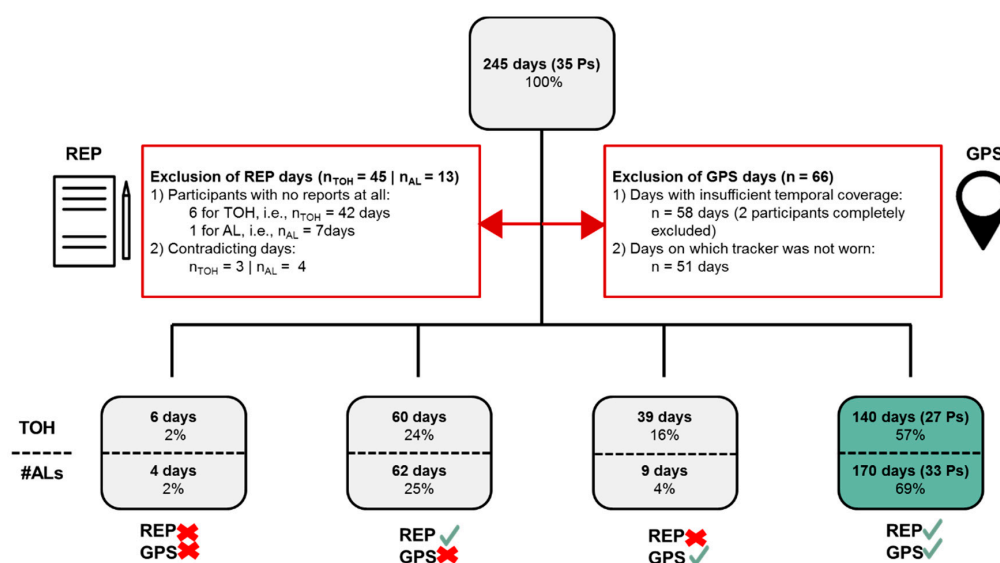 245 days (35 Ps)
100%
REP
GPS
Exclusion of REP days (nTOH = 45 | nAL = 13)
1) Participants with no reports at all:
6 for TOH, i.e., nTOH = 42 days
1 for AL, i.e., nAL = 7days
2) Contradicting days:
nTOH = 3 | nAL = 4
Exclusion of GPS days (n = 66)
1) Days with insufficient temporal coverage:
n = 58 days (2 participants completely
excluded)
2) Days on which tracker was not worn:
n = 51 days
TOH
#ALs
6 days
2%
4 days
2%
REP
GPS
60 days
24%
62 days
25%
REP
GPS
39 days
16%
9 days
4%
REP
GPS
140 days (27 Ps)
57%
170 days (33 Ps)
69%
REP
GPS